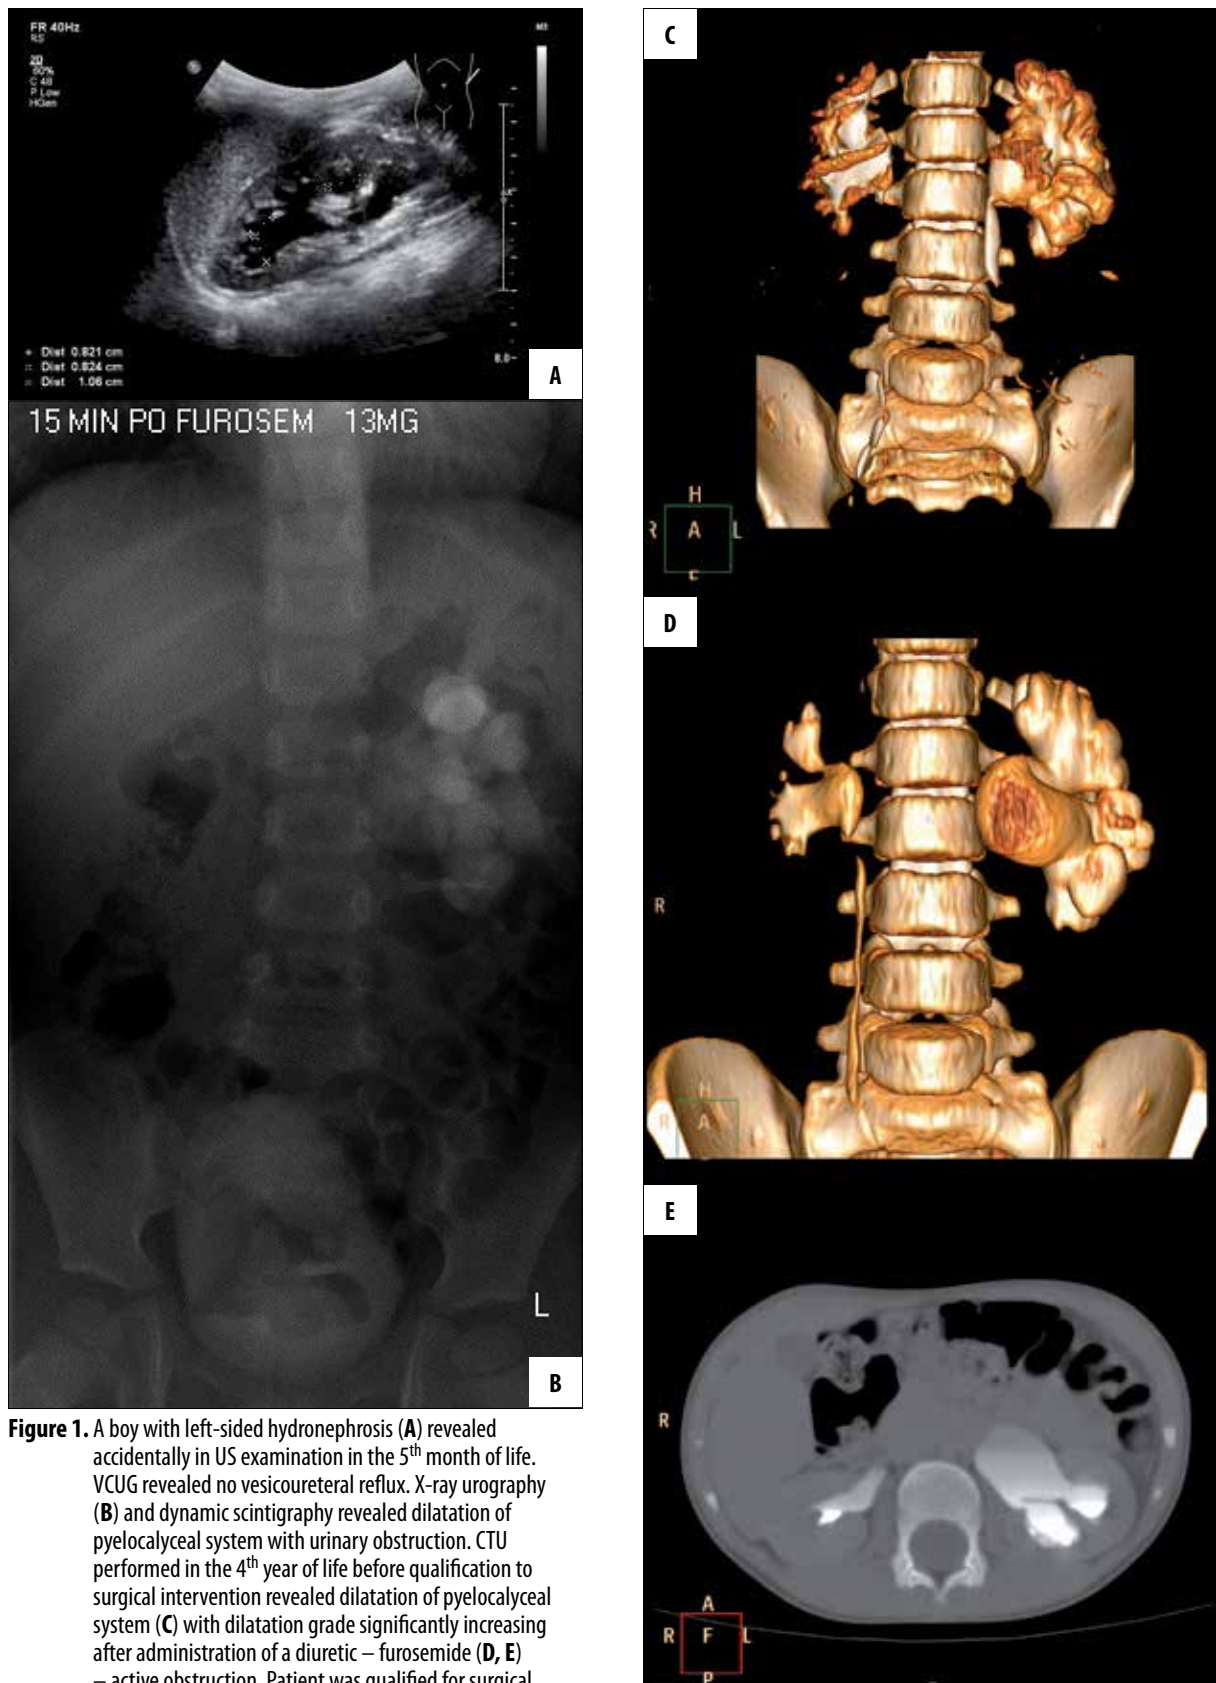 FR 40Hz
RS
2D
60%
C 48
P Low
HGen
M3
8.0
Dist 0.821 cm
Dist 0.824 cm
Dist 1.06 cm
A
15 MIN PO FUROSEM 13MG
L
B
Figure 1. A boy with left-sided hydronephrosis (A) revealed
accidentally in US examination in the 5th month of life.
VCUG revealed no vesicoureteral reflux. X-ray urography
(B) and dynamic scintigraphy revealed dilatation of
pyelocalyceal system with urinary obstruction. CTU
performed in the 4th year of life before qualification to
surgical intervention revealed dilatation of pyelocalyceal
system (C) with dilatation grade significantly increasing
after administration of a diuretic – furosemide (D, E)
– active obstruction. Patient was qualified for surgical
C
H
R A L
F
D
R
H
R A
E
R
A
R F L
P